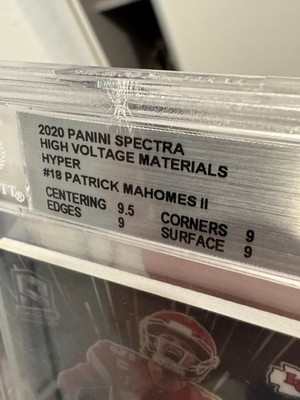 2020 PANINI SPECTRA
HIGH VOLTAGE MATERIALS
HYPER
#18 PATRICK MAHOMES II
CENTERING 9.5 CORNERS 9
EDGES 9 SURFACE 9
TT®